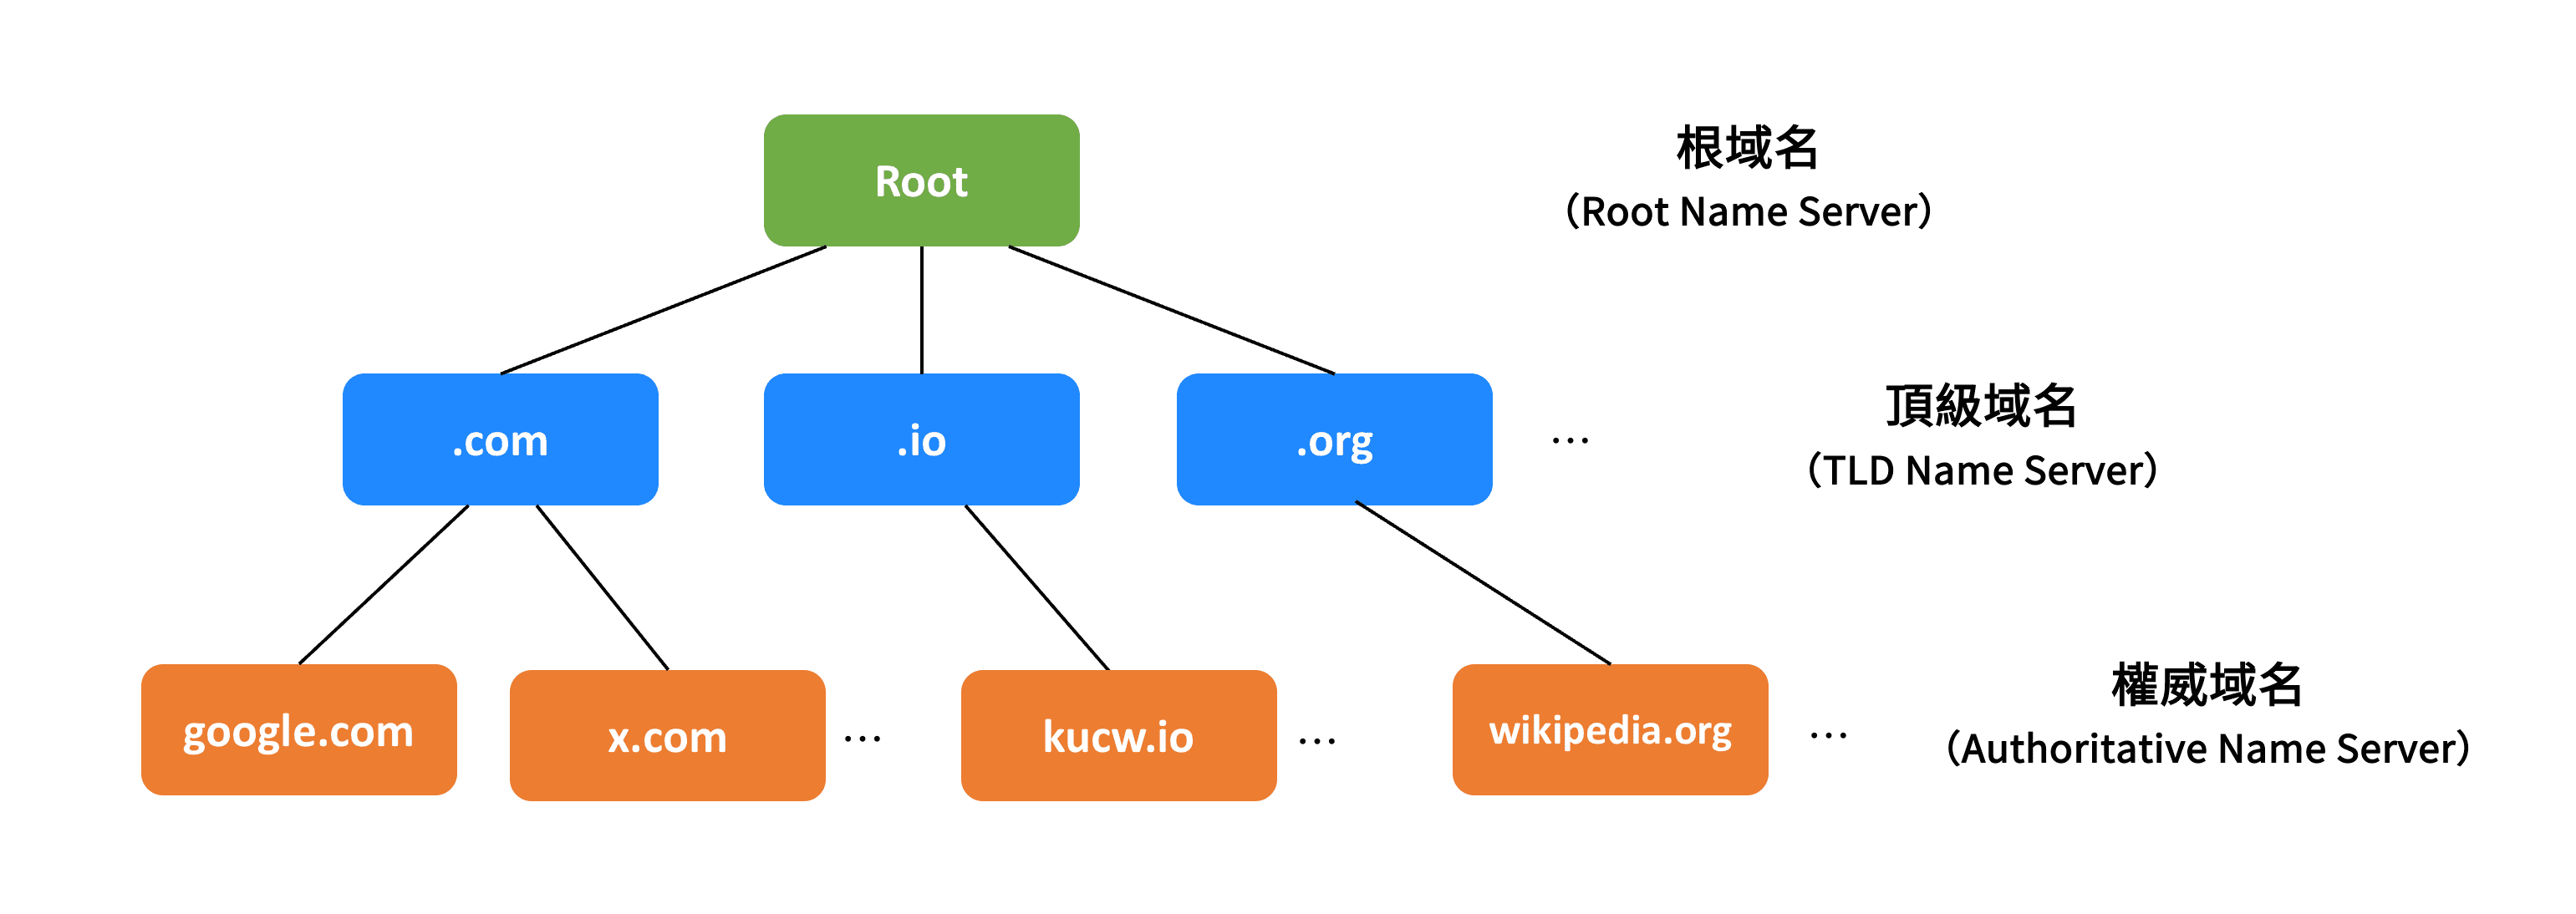 Root
根域名
（Root Name Server）
.com
.io
.org
…
頂級域名
（TLD Name Server）
google.com
x.com
…
kucw.io
…
wikipedia.org
…
權威域名
（Authoritative Name Server）